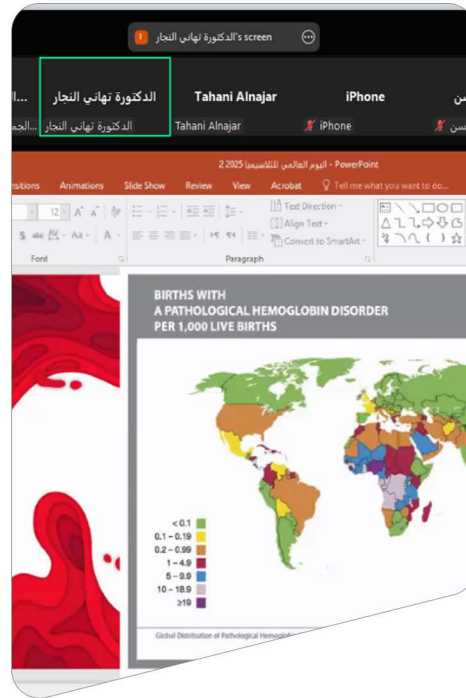 الدكتورة تهاني النجار's screen
الدكتورة تهاني النجار
Tahani Alnajar
iPhone
الدكتورة تهاني النجار
Tahani Alnajar
iPhone
اليوم العالمي للثلاسيميا 2025 2 - PowerPoint
Animations Slide Show Review View Acrobat Tell me what you want to do...
12
Text Direction
Align Text
Convert to SmartArt
Font
Paragraph
BIRTHS WITH
A PATHOLOGICAL HEMOGLOBIN DISORDER
PER 1,000 LIVE BIRTHS
< 0.1
0.1 – 0.19
0.2 – 0.99
1 – 4.9
5 – 9.9
10 – 18.9
≥19
Global Distribution of Pathological